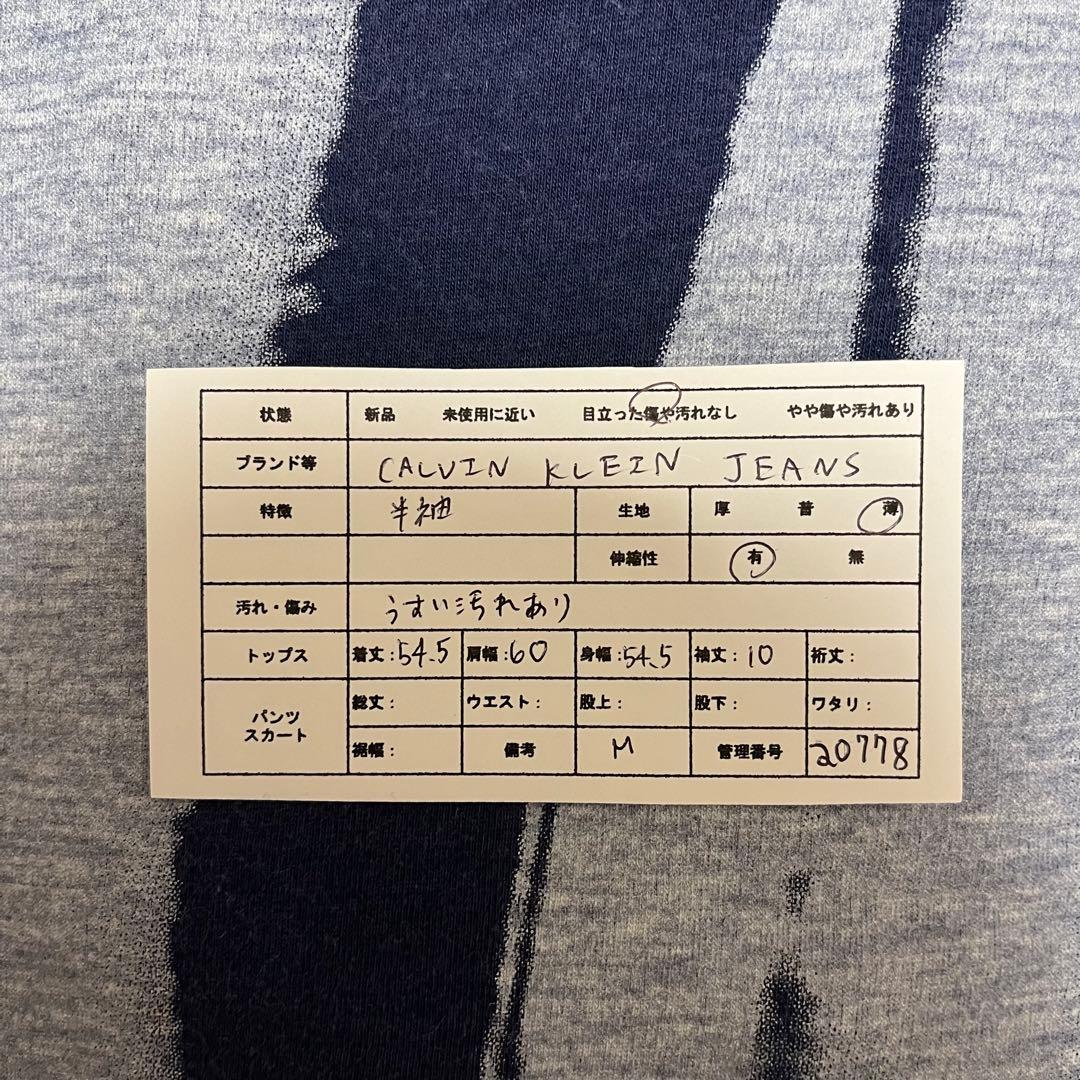 状態 新品 未使用に近い 目立った傷や汚れなし やや傷や汚れあり
ブランド等 CALVIN KLEIN JEANS
特徴 半袖 生地 厚 普 薄
伸縮性 有 無
汚れ・傷み うすい汚れあり
トップス 着丈:54.5 肩幅:60 身幅:54.5 袖丈:10 裄丈:
パンツ スカート 総丈: ウエスト: 股上: 股下: ワタリ:
裾幅: 備考 M 管理番号 20778